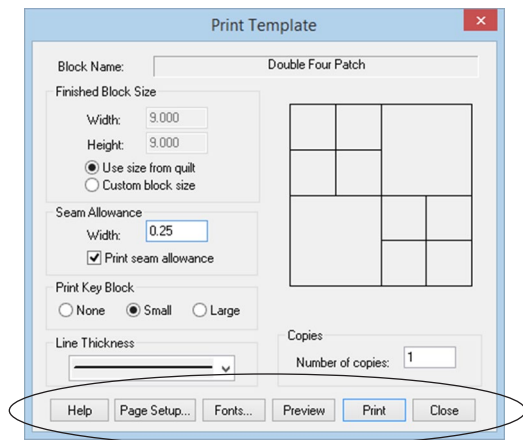 Print Template
Block Name: Double Four Patch
Finished Block Size
Width: 9.000
Height: 9.000
Use size from quilt
Custom block size
Seam Allowance
Width: 0.25
Print seam allowance
Print Key Block
None Small Large
Line Thickness
Copies
Number of copies: 1
Help Page Setup... Fonts... Preview Print Close